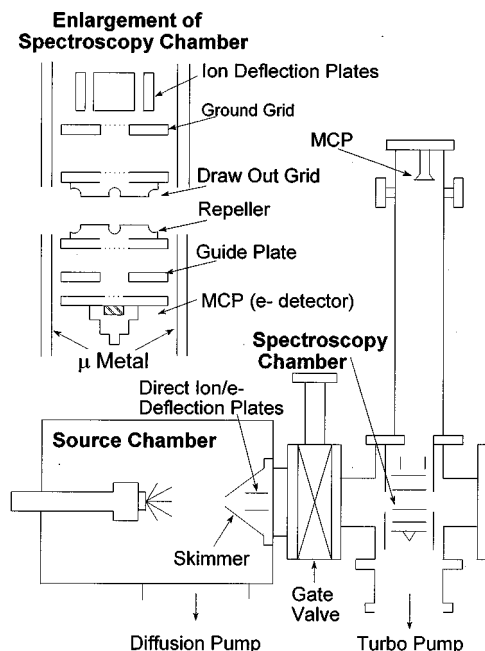 Enlargement of
Spectroscopy Chamber
Ion Deflection Plates
Ground Grid
MCP
Draw Out Grid
Repeller
Guide Plate
MCP (e- detector)
μ Metal
Spectroscopy
Chamber
Direct Ion/e-
Deflection Plates
Source Chamber
Skimmer
Gate
Valve
Diffusion Pump
Turbo Pump